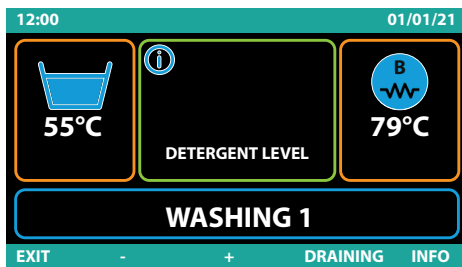 12:00 01/01/21
i B
55°C 79°C
DETERGENT LEVEL
WASHING 1
EXIT - + DRAINING INFO